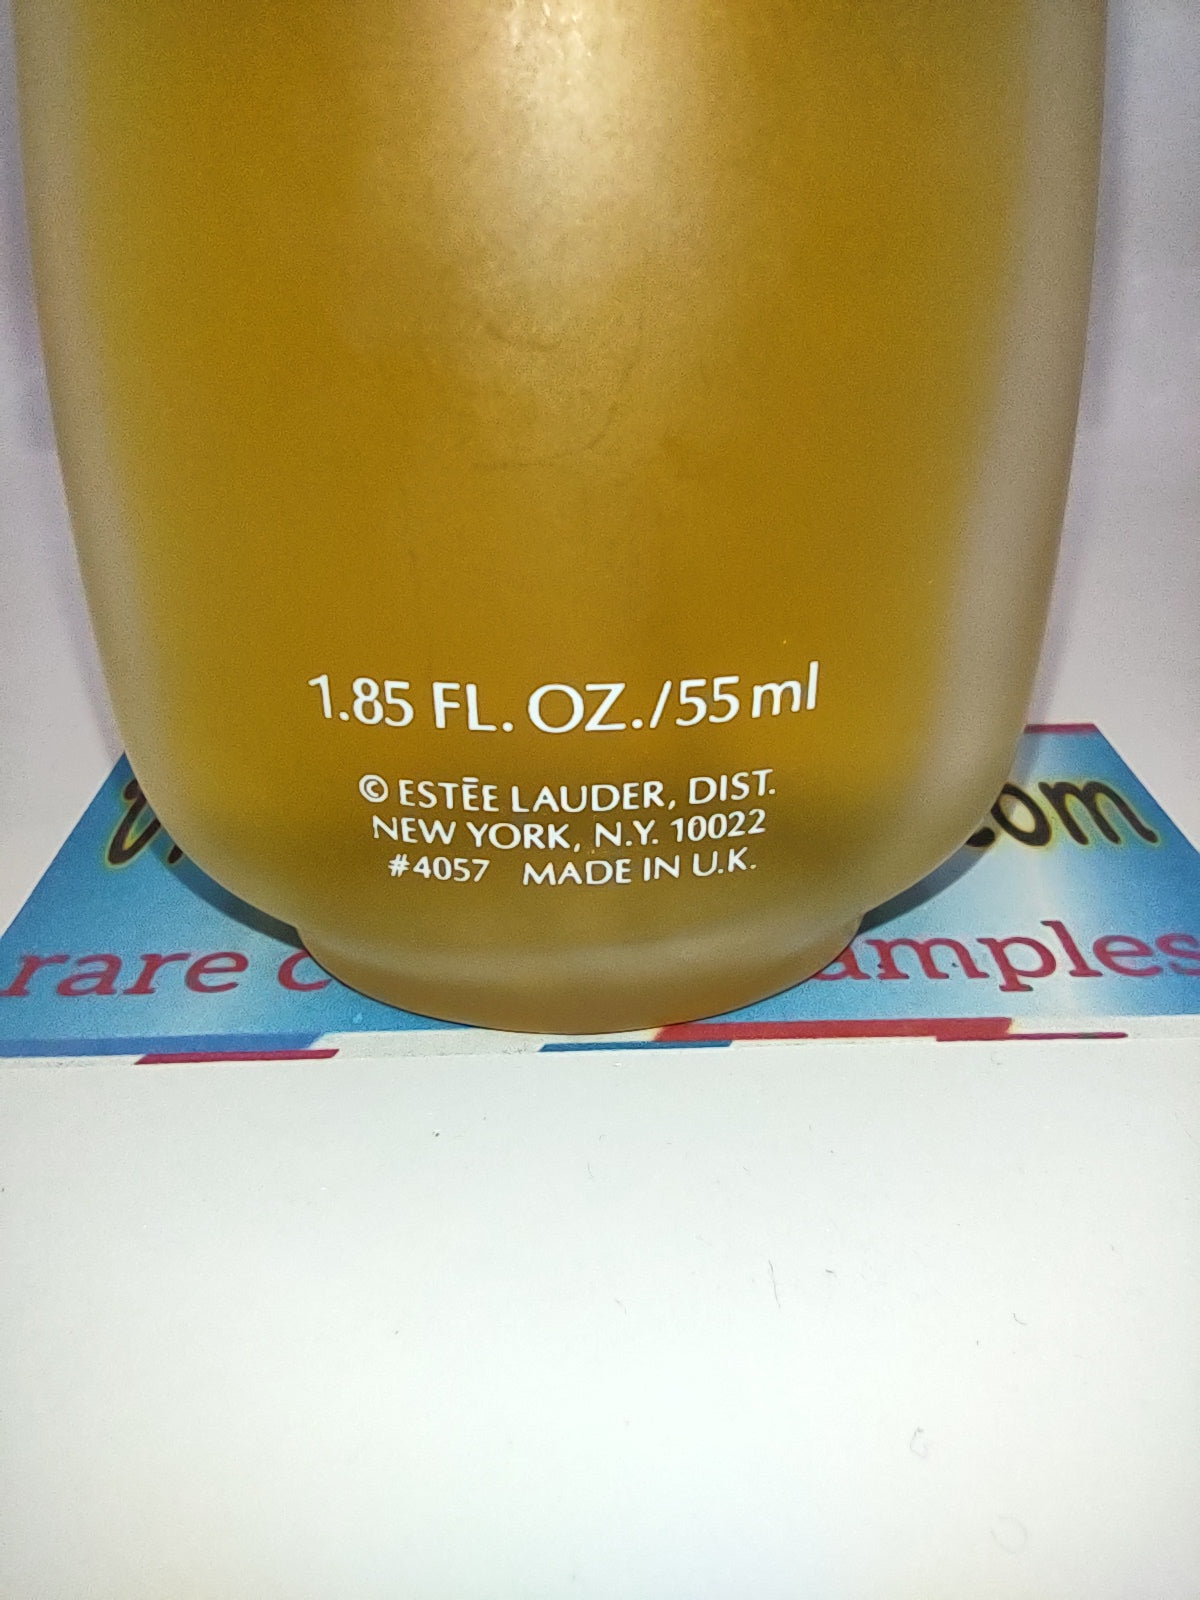 1.85 FL. OZ./55 ml
© ESTĒE LAUDER, DIST.
NEW YORK, N.Y. 10022
#4057 MADE IN U.K.
rare